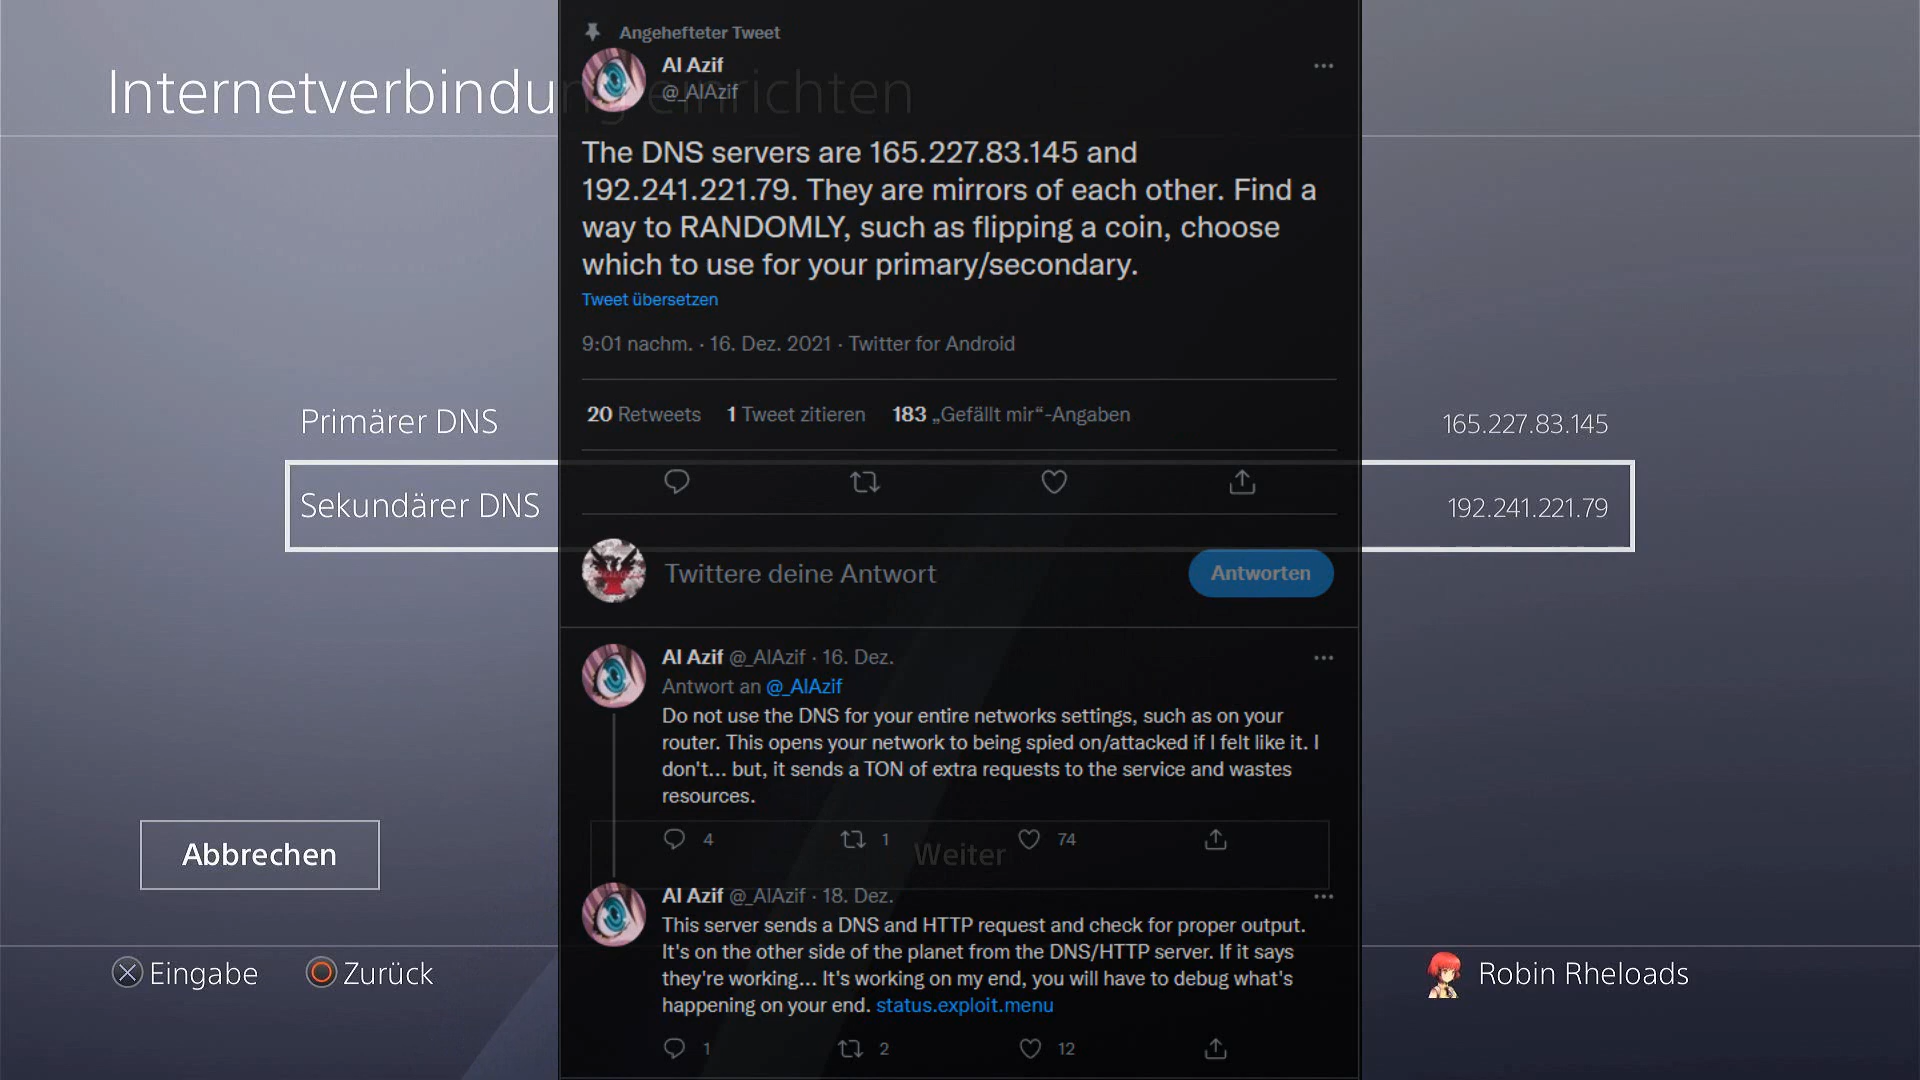 Internetverbindung einrichten
Angehefteter Tweet
Al Azif
@_AlAzif
The DNS servers are 165.227.83.145 and
192.241.221.79. They are mirrors of each other. Find a
way to RANDOMLY, such as flipping a coin, choose
which to use for your primary/secondary.
Tweet übersetzen
9:01 nachm. · 16. Dez. 2021 · Twitter for Android
20 Retweets 1 Tweet zitieren 183 „Gefällt mir“-Angaben
Primärer DNS 165.227.83.145
Sekundärer DNS 192.241.221.79
Twittere deine Antwort Antworten
Al Azif @_AlAzif · 16. Dez.
Antwort an @_AlAzif
Do not use the DNS for your entire networks settings, such as on your
router. This opens your network to being spied on/attacked if I felt like it. I
don't... but, it sends a TON of extra requests to the service and wastes
resources.
4 1 74
Abbrechen Weiter
Al Azif @_AlAzif · 18. Dez.
This server sends a DNS and HTTP request and check for proper output.
It's on the other side of the planet from the DNS/HTTP server. If it says
they're working... It's working on my end, you will have to debug what's
happening on your end. status.exploit.menu
1 2 12
Eingabe Zurück Robin Rheloads